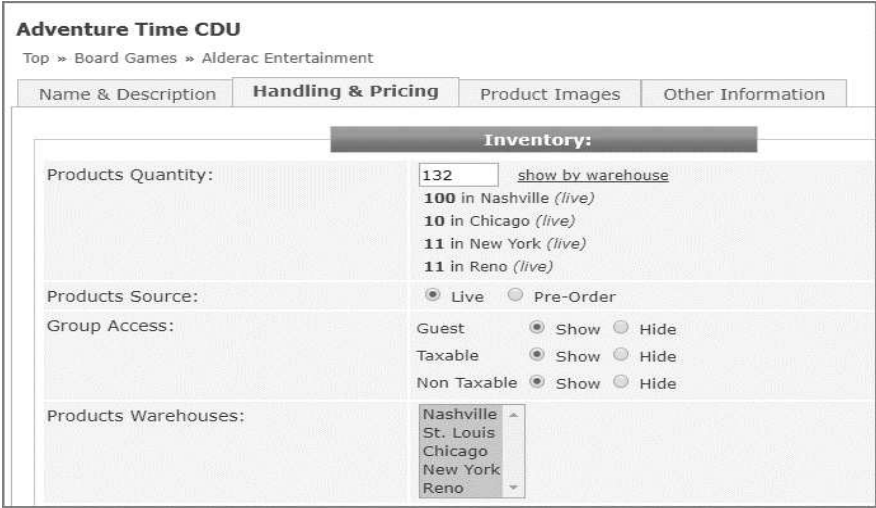 Adventure Time CDU
Top » Board Games » Alderac Entertainment
Name & Description Handling & Pricing Product Images Other Information
Inventory:
Products Quantity: 132 show by warehouse
100 in Nashville (live)
10 in Chicago (live)
11 in New York (live)
11 in Reno (live)
Products Source: Live Pre-Order
Group Access: Guest Show Hide
Taxable Show Hide
Non Taxable Show Hide
Products Warehouses: Nashville
St. Louis
Chicago
New York
Reno